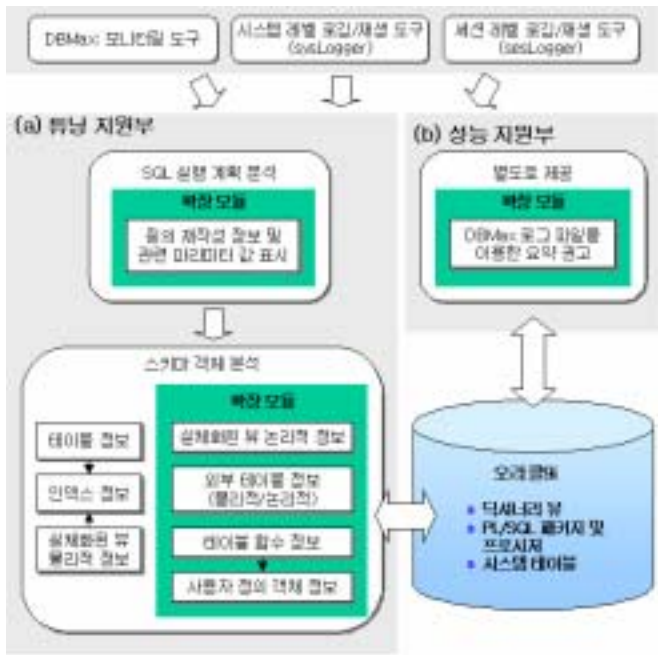 DBMax: 모니터링 도구
시스템 레벨 로깅/재생 도구
(sysLogger)
세션 레벨 로깅/재생 도구
(sesLogger)
(a) 튜닝 지원부
(b) 성능 지원부
SQL 실행 계획 분석
확장 모듈
질의 재작성 정보 및
관련 파라미터 값 표시
별도로 제공
확장 모듈
DBMax 로그 파일를
이용한 요약 권고
스키마 객체 분석
테이블 정보
인덱스 정보
실체화된 뷰
물리적 정보
확장 모듈
실체화된 뷰 논리적 정보
외부 테이블 정보
(물리적/논리적)
테이블 함수 정보
사용자 정의 객체 정보
오라클DB
딕셔너리 뷰
PL/SQL 패키지 및
프로시저
시스템 테이블